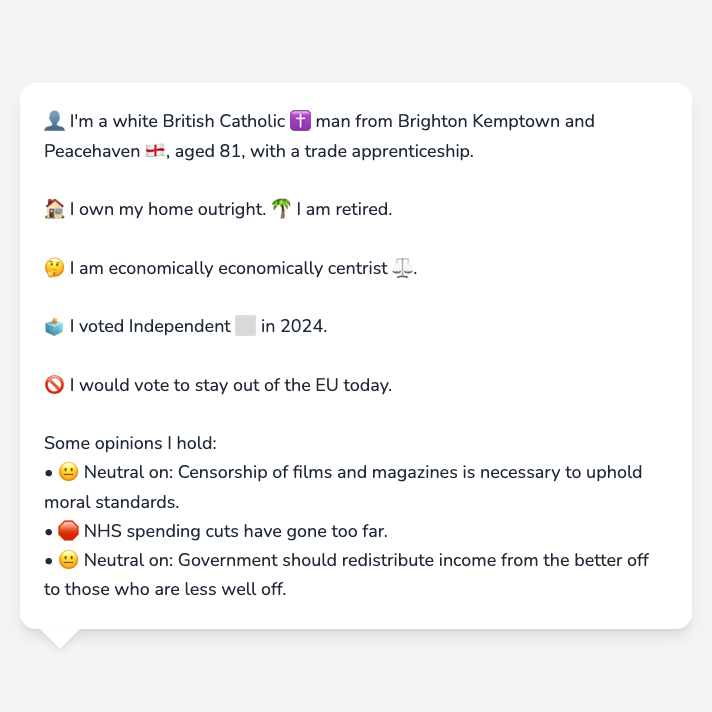 👤 I'm a white British Catholic ✝️ man from Brighton Kemptown and
Peacehaven 🏴󠁧󠁢󠁥󠁮󠁧󠁿, aged 81, with a trade apprenticeship.
🏠 I own my home outright. 🌴 I am retired.
🤔 I am economically economically centrist ⚖️.
🗳️ I voted Independent ⬜ in 2024.
🚫 I would vote to stay out of the EU today.
Some opinions I hold:
• 😐 Neutral on: Censorship of films and magazines is necessary to uphold
moral standards.
• 🛑 NHS spending cuts have gone too far.
• 😐 Neutral on: Government should redistribute income from the better off
to those who are less well off.